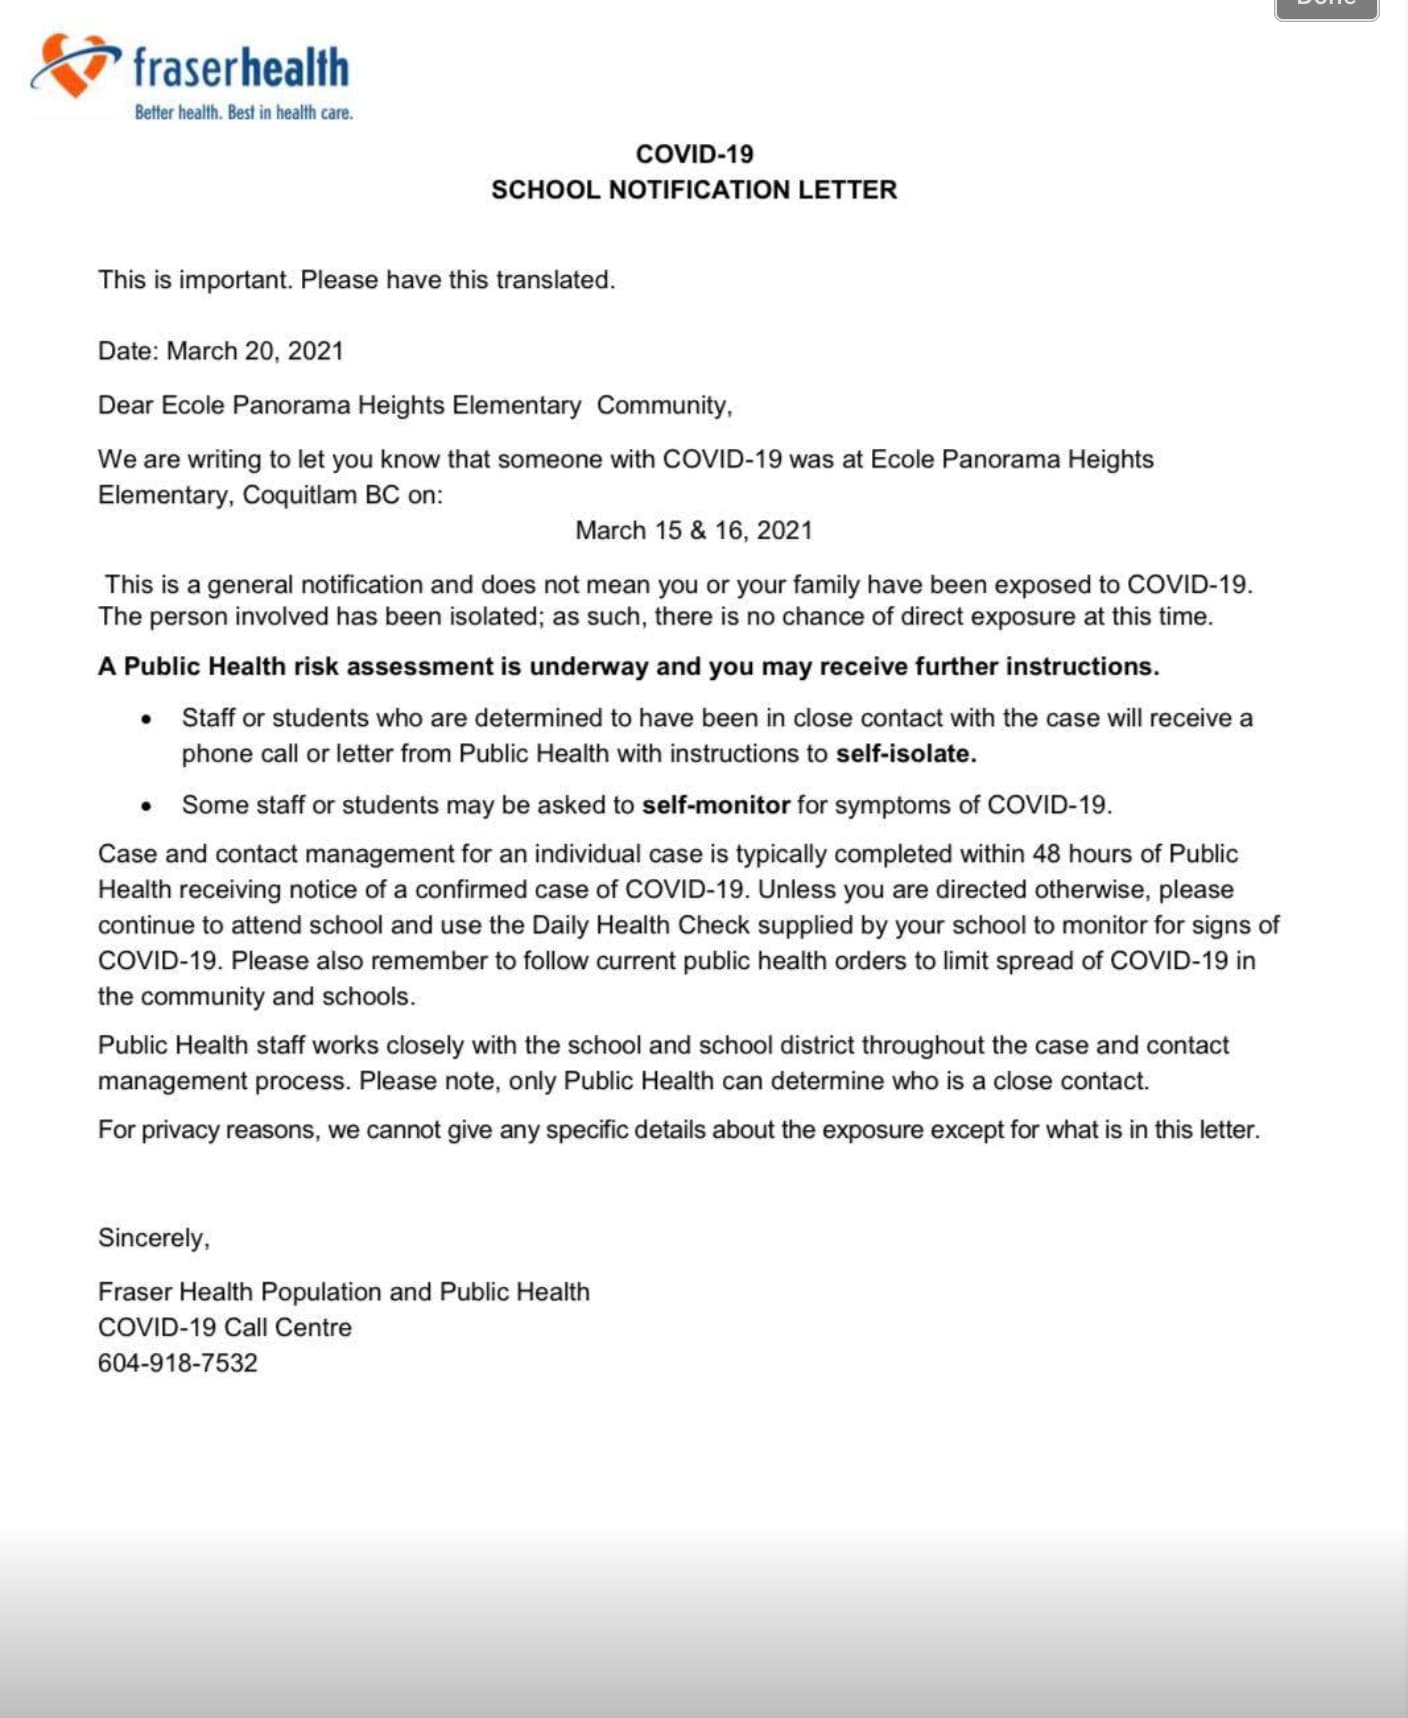 Done
fraserhealth
Better health. Best in health care.
COVID-19
SCHOOL NOTIFICATION LETTER
This is important. Please have this translated.
Date: March 20, 2021
Dear Ecole Panorama Heights Elementary  Community,
We are writing to let you know that someone with COVID-19 was at Ecole Panorama Heights
Elementary, Coquitlam BC on:
March 15 & 16, 2021
This is a general notification and does not mean you or your family have been exposed to COVID-19.
The person involved has been isolated; as such, there is no chance of direct exposure at this time.
A Public Health risk assessment is underway and you may receive further instructions.
• Staff or students who are determined to have been in close contact with the case will receive a
phone call or letter from Public Health with instructions to self-isolate.
• Some staff or students may be asked to self-monitor for symptoms of COVID-19.
Case and contact management for an individual case is typically completed within 48 hours of Public
Health receiving notice of a confirmed case of COVID-19. Unless you are directed otherwise, please
continue to attend school and use the Daily Health Check supplied by your school to monitor for signs of
COVID-19. Please also remember to follow current public health orders to limit spread of COVID-19 in
the community and schools.
Public Health staff works closely with the school and school district throughout the case and contact
management process. Please note, only Public Health can determine who is a close contact.
For privacy reasons, we cannot give any specific details about the exposure except for what is in this letter.
Sincerely,
Fraser Health Population and Public Health
COVID-19 Call Centre
604-918-7532